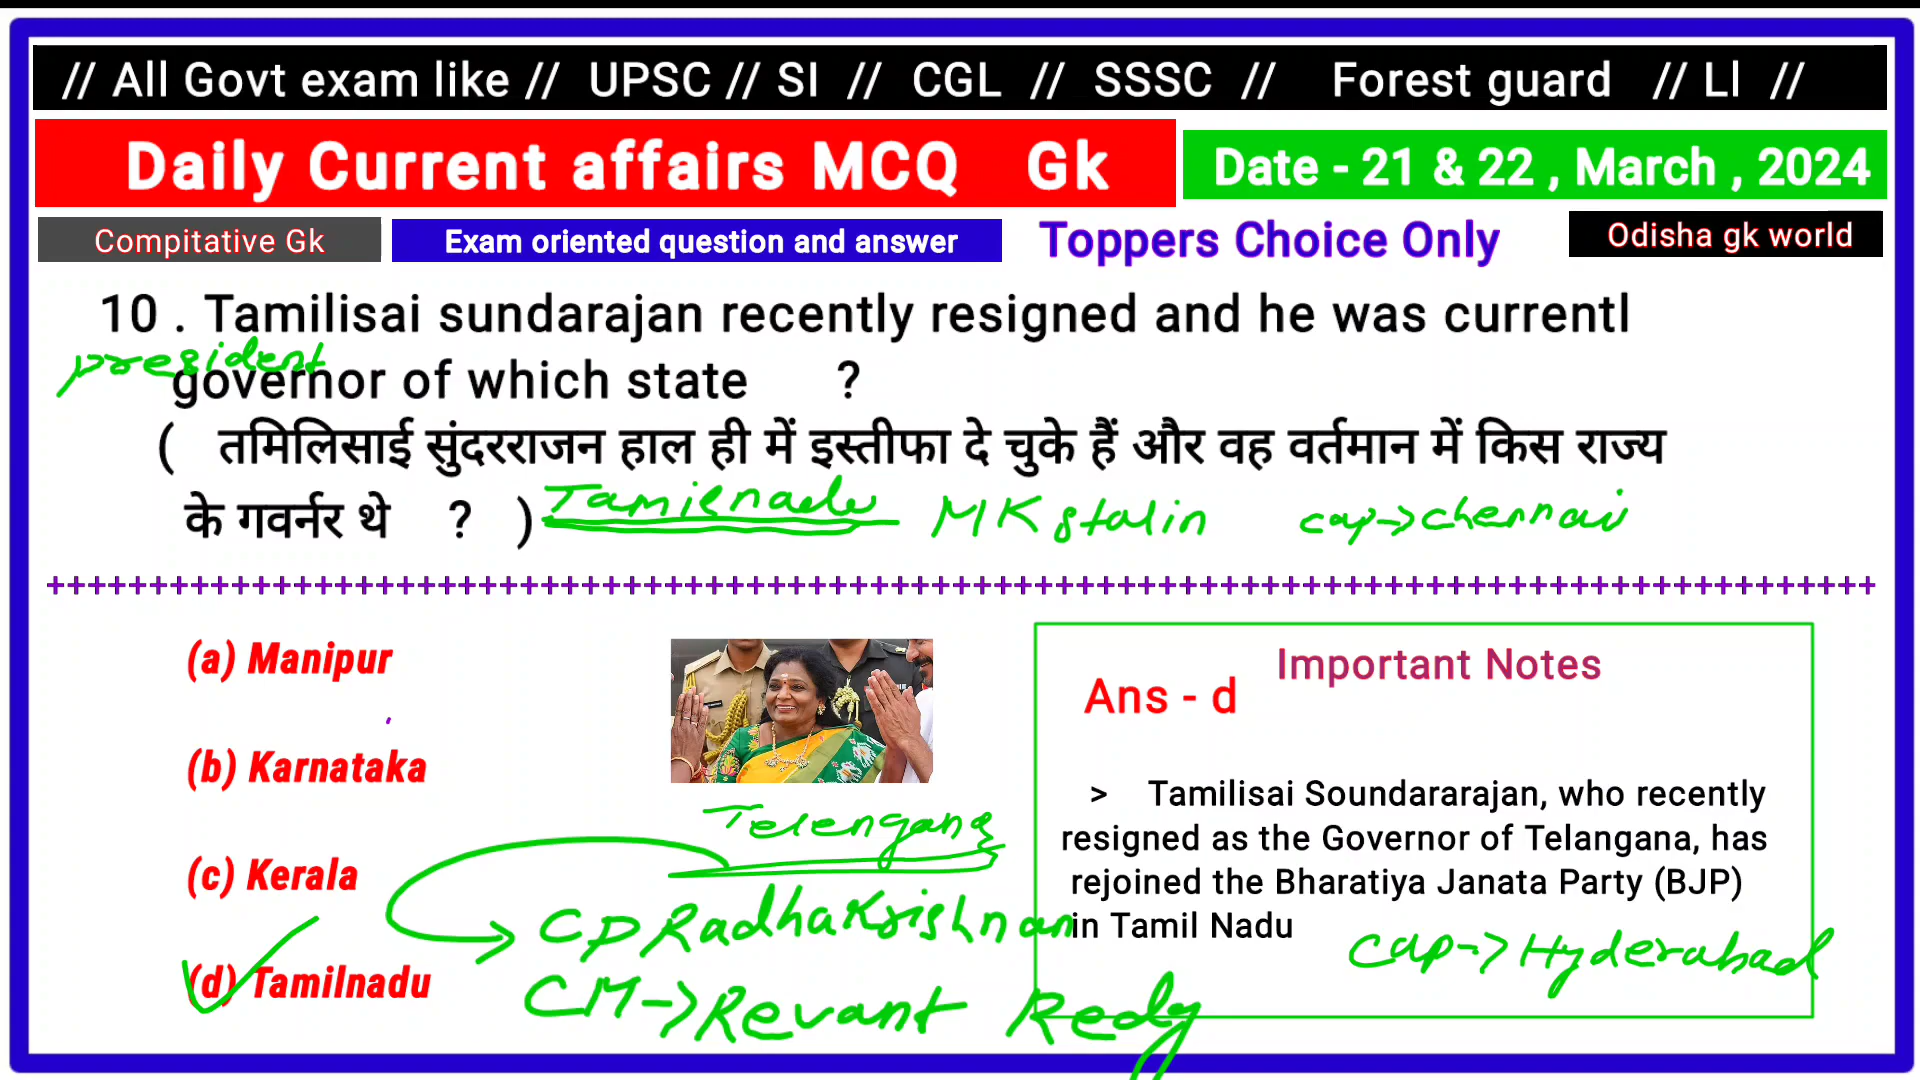 // All Govt exam like // UPSC // SI // CGL // SSSC // Forest guard // LI //
Daily Current affairs MCQ Gk
Date - 21 & 22 , March , 2024
Compitative Gk
Exam oriented question and answer
Toppers Choice Only
Odisha gk world
10 . Tamilisai sundarajan recently resigned and he was currentl
president
governor of which state ?
( तमिलिसाई सुंदरराजन हाल ही में इस्तीफा दे चुके हैं और वह वर्तमान में किस राज्य
के गवर्नर थे ? ) Tamilnadu MK stalin cap->chennai
+++++++++++++++++++++++++++++++++++++++++++++++++++++++++++++++++++++++++++++++++++++++++++++++++++++++++++++++++++++++++++++++++++++++
(a) Manipur
(b) Karnataka
(c) Kerala
(d) Tamilnadu
Telengana
CP Radhakrishnan
CM->Revant Redy
Important Notes
Ans - d
> Tamilisai Soundararajan, who recently
resigned as the Governor of Telangana, has
rejoined the Bharatiya Janata Party (BJP)
in Tamil Nadu
cap->Hyderabad